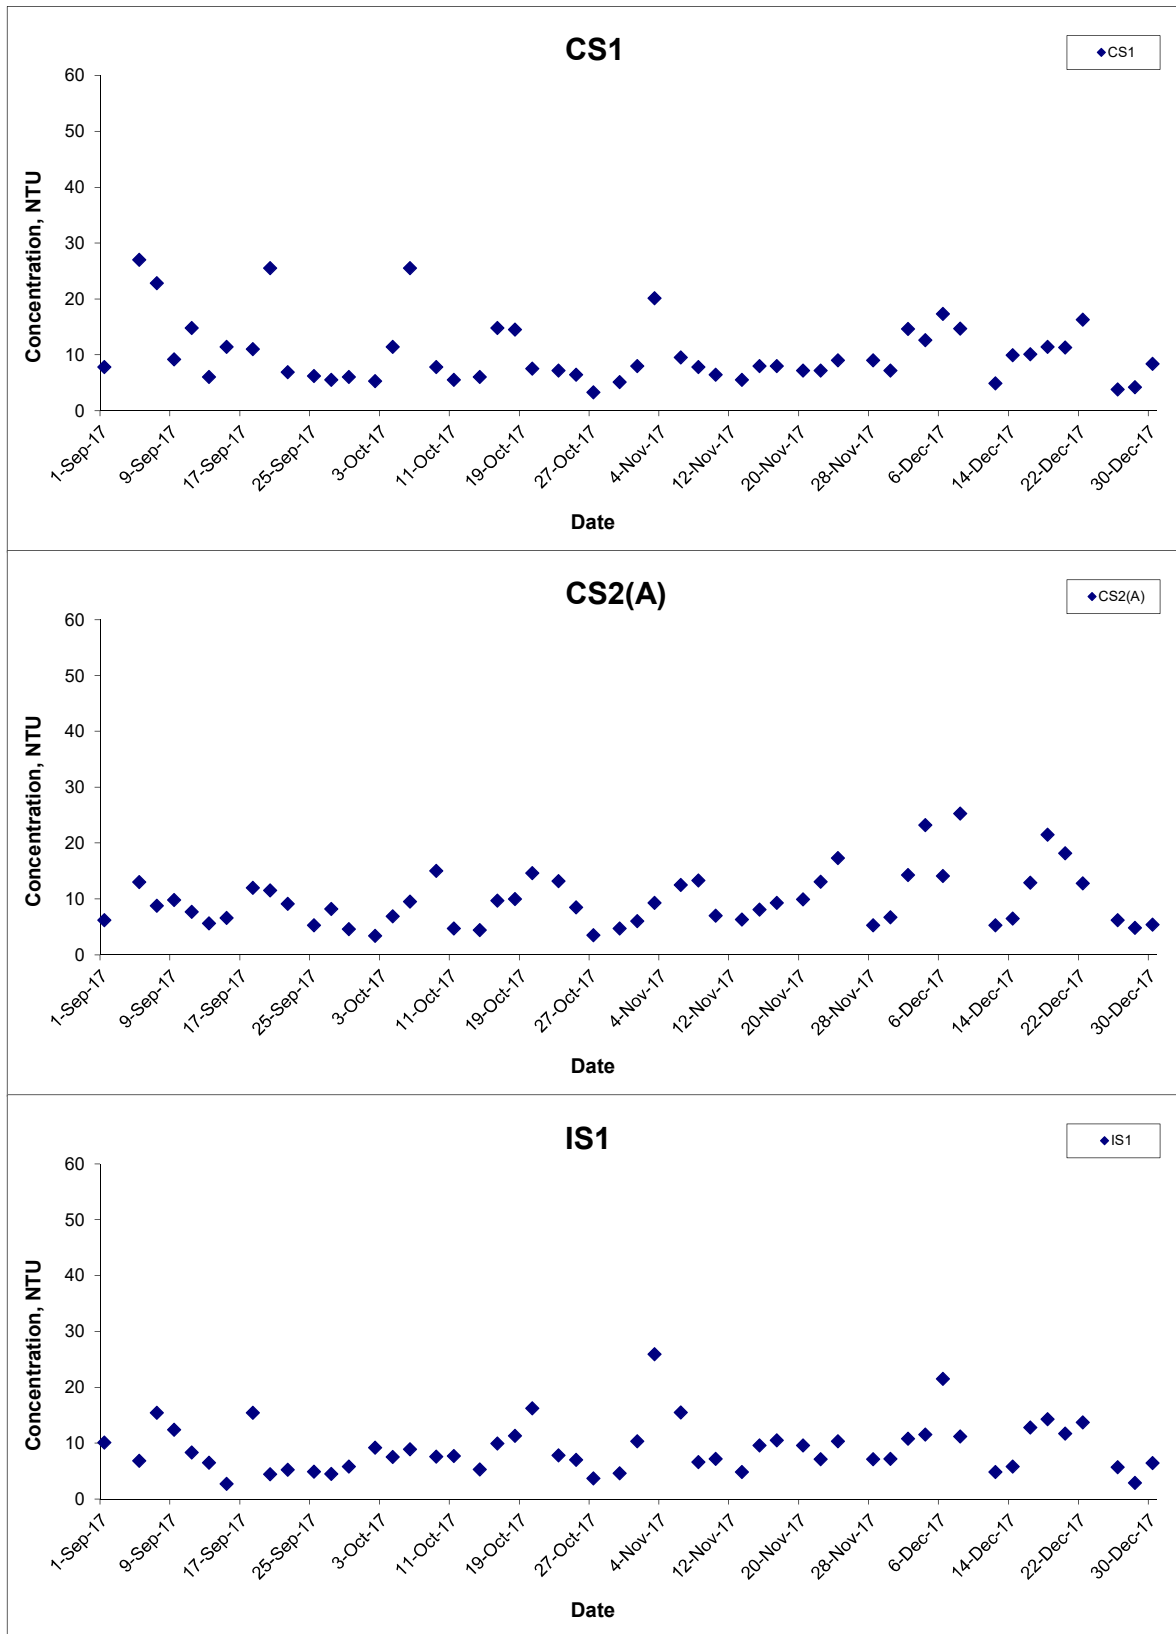 CS1
CS1
60
50
40
30
20
10
0
Concentration, NTU
1-Sep-17
9-Sep-17
17-Sep-17
25-Sep-17
3-Oct-17
11-Oct-17
19-Oct-17
27-Oct-17
4-Nov-17
12-Nov-17
20-Nov-17
28-Nov-17
6-Dec-17
14-Dec-17
22-Dec-17
30-Dec-17
Date
CS2(A)
CS2(A)
60
50
40
30
20
10
0
Concentration, NTU
1-Sep-17
9-Sep-17
17-Sep-17
25-Sep-17
3-Oct-17
11-Oct-17
19-Oct-17
27-Oct-17
4-Nov-17
12-Nov-17
20-Nov-17
28-Nov-17
6-Dec-17
14-Dec-17
22-Dec-17
30-Dec-17
Date
IS1
IS1
60
50
40
30
20
10
0
Concentration, NTU
1-Sep-17
9-Sep-17
17-Sep-17
25-Sep-17
3-Oct-17
11-Oct-17
19-Oct-17
27-Oct-17
4-Nov-17
12-Nov-17
20-Nov-17
28-Nov-17
6-Dec-17
14-Dec-17
22-Dec-17
30-Dec-17
Date